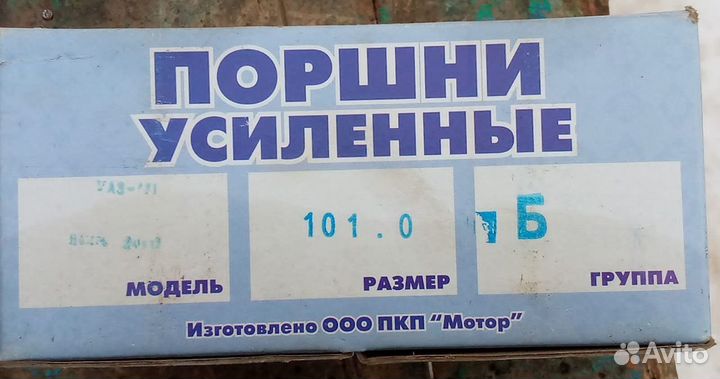 ПОРШНИ
УСИЛЕННЫЕ
101.0
Б
МОДЕЛЬ
РАЗМЕР
ГРУППА
Изготовлено ООО ПКП "Мотор"
Avito